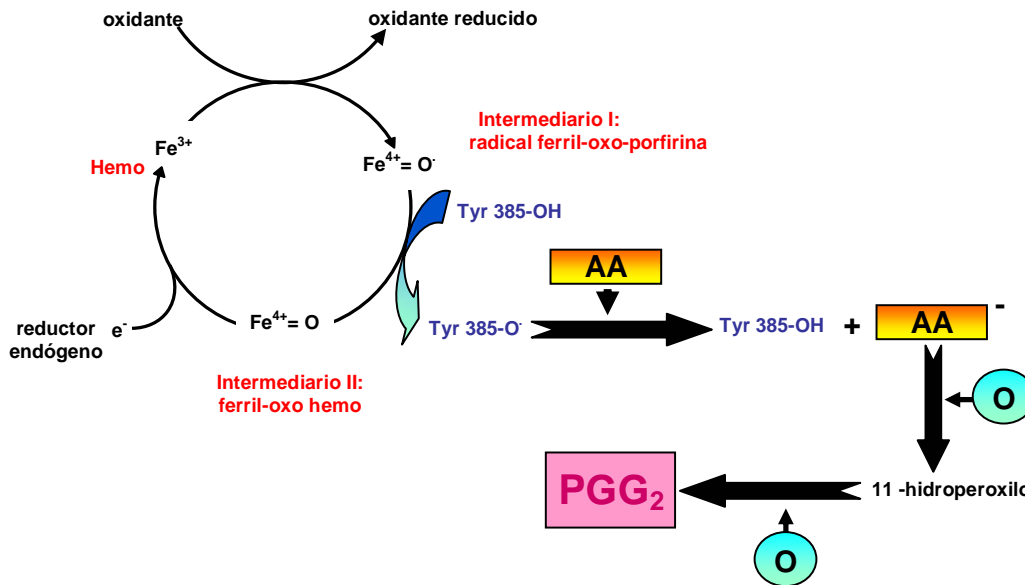 oxidante
oxidante reducido
Intermediario I:
radical ferril-oxo-porfirina
Fe3+
Hemo
Fe4+= O·
Tyr 385-OH
AA
reductor e-
endógeno
Fe4+= O
Tyr 385-O·
Tyr 385-OH + AA -
Intermediario II:
ferril-oxo hemo
O
PGG2
11 -hidroperoxilo
O